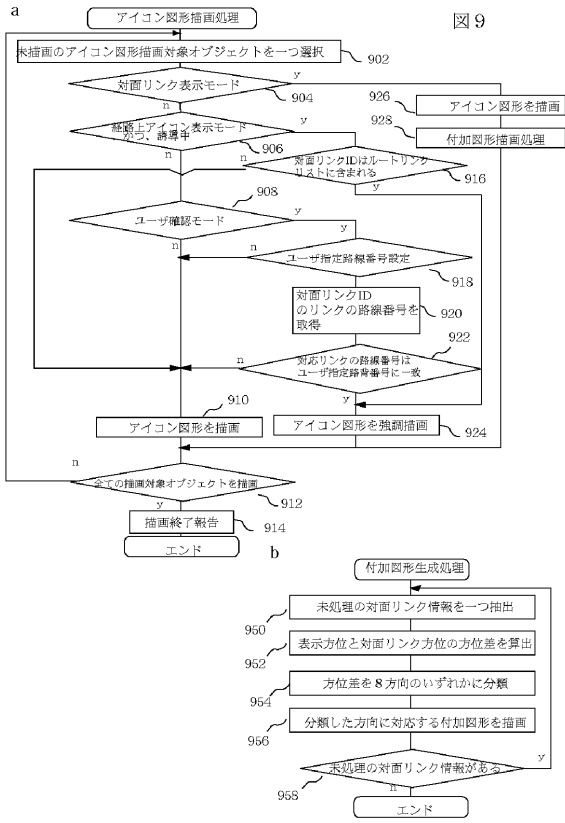 a
図９
アイコン図形描画処理
未描画のアイコン図形描画対象オブジェクトを一つ選択
902
対面リンク表示モード
y
904
n
926
アイコン図形を描画
928
付加図形描画処理
経路上アイコン表示モード
かつ、誘導中
y
906
n
対面リンクIDはルートリンク
リストに含まれる
n
916
y
908
ユーザ確認モード
y
y
n
n
ユーザ指定路線番号設定
918
対面リンクID
のリンクの路線番号を
取得
920
922
n
対応リンクの路線番号は
ユーザ指定路背番号に一致
y
910
アイコン図形を描画
アイコン図形を強調描画
924
n
全ての描画対象オブジェクトを描画
912
y
描画終了報告
914
エンド
b
付加図形生成処理
未処理の対面リンク情報を一つ抽出
950
表示方位と対面リンク方位の方位差を算出
952
方位差を８方向のいずれかに分類
954
分類した方向に対応する付加図形を描画
956
y
未処理の対面リンク情報がある
958
n
エンド